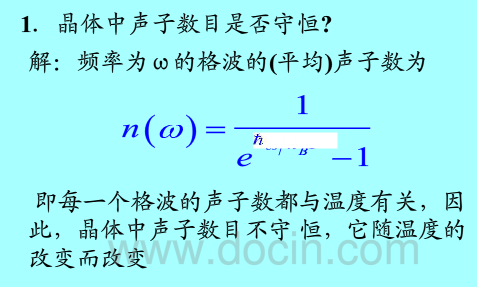 1. 晶体中声子数目是否守恒?
解：频率为ω的格波的(平均)声子数为
n(ω) = 1 / (e^ħ − 1)
即每一个格波的声子数都与温度有关，因
此，晶体中声子数目不守恒，它随温度的
改变而改变
www.docin.com